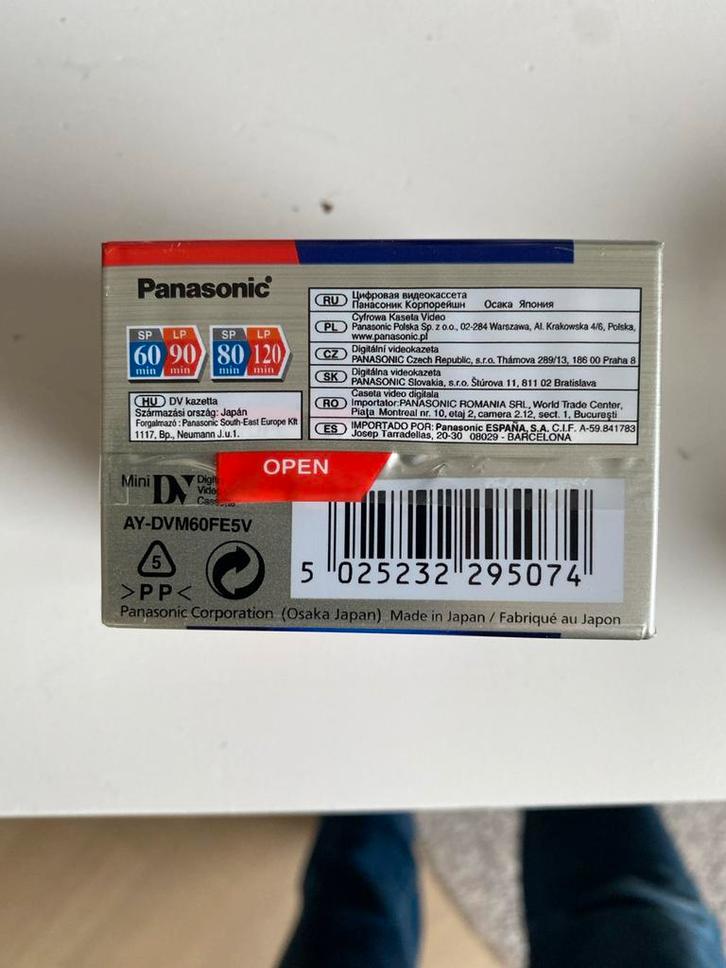 Panasonic
SP LP
60 min 90 min
SP LP
80 min 120 min
HU DV kazetta
Származási ország: Japán
Forgalmazó: Panasonic South-East Europe Kft
1117, Bp., Neumann J.u.1.
RU Цифровая видеокассета
Панасоник Корпорейшн Осака Япония
PL Cyfrowa Kaseta Video
Panasonic Polska Sp. z o.o., 02-284 Warszawa, Al. Krakowska 4/6, Polska,
www.panasonic.pl
CZ Digitální videokazeta
PANASONIC Czech Republic, s.r.o. Thámova 289/13, 186 00 Praha 8
SK Digitálna videokazeta
PANASONIC Slovakia, s.r.o. Štúrova 11, 811 02 Bratislava
RO Caseta video digitala
Importator:PANASONIC ROMANIA SRL, World Trade Center,
Piața Montreal nr. 10, etaj 2, camera 2.12, sect. 1, București
ES IMPORTADO POR: Panasonic ESPAÑA, S.A. C.I.F. A-59.841783
Josep Tarradellas, 20-30 08029 - BARCELONA
OPEN
Mini DV
AY-DVM60FE5V
5
>PP<
5 025232 295074
Panasonic Corporation (Osaka Japan) Made in Japan / Fabriqué au Japon